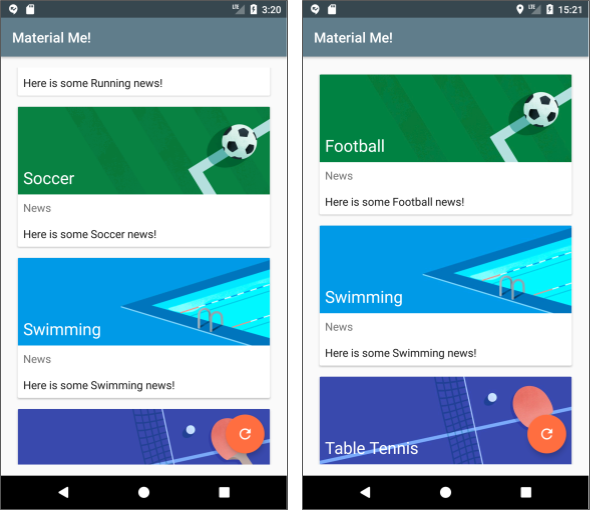 LTE 3:20
Material Me!
Here is some Running news!
Soccer
News
Here is some Soccer news!
Swimming
News
Here is some Swimming news!
LTE 15:21
Material Me!
Football
News
Here is some Football news!
Swimming
News
Here is some Swimming news!
Table Tennis